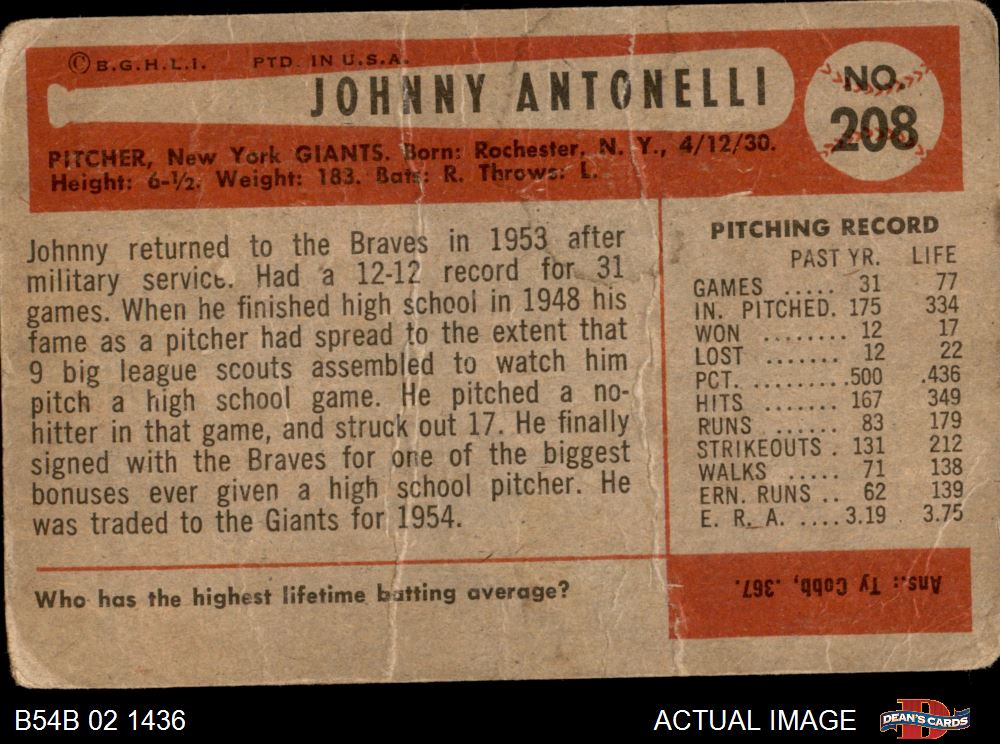 ©B.G.H.L.I. PTD. IN U.S.A.
JOHNNY ANTONELLI
NO.
208
PITCHER, New York GIANTS. Born: Rochester, N. Y., 4/12/30.
Height: 6-½. Weight: 183. Bats: R. Throws: L.
Johnny returned to the Braves in 1953 after
military service. Had a 12-12 record for 31
games. When he finished high school in 1948 his
fame as a pitcher had spread to the extent that
9 big league scouts assembled to watch him
pitch a high school game. He pitched a no-
hitter in that game, and struck out 17. He finally
signed with the Braves for one of the biggest
bonuses ever given a high school pitcher. He
was traded to the Giants for 1954.
PITCHING RECORD
PAST YR. LIFE
GAMES ..... 31 77
IN. PITCHED. 175 334
WON ........ 12 17
LOST ....... 12 22
PCT. .........500 .436
HITS ....... 167 349
RUNS ...... 83 179
STRIKEOUTS . 131 212
WALKS ..... 71 138
ERN. RUNS .. 62 139
E. R. A. ....3.19 3.75
Who has the highest lifetime batting average?
Ans.: Ty Cobb, .367.
B54B 02 1436
ACTUAL IMAGE
DEAN'S CARDS